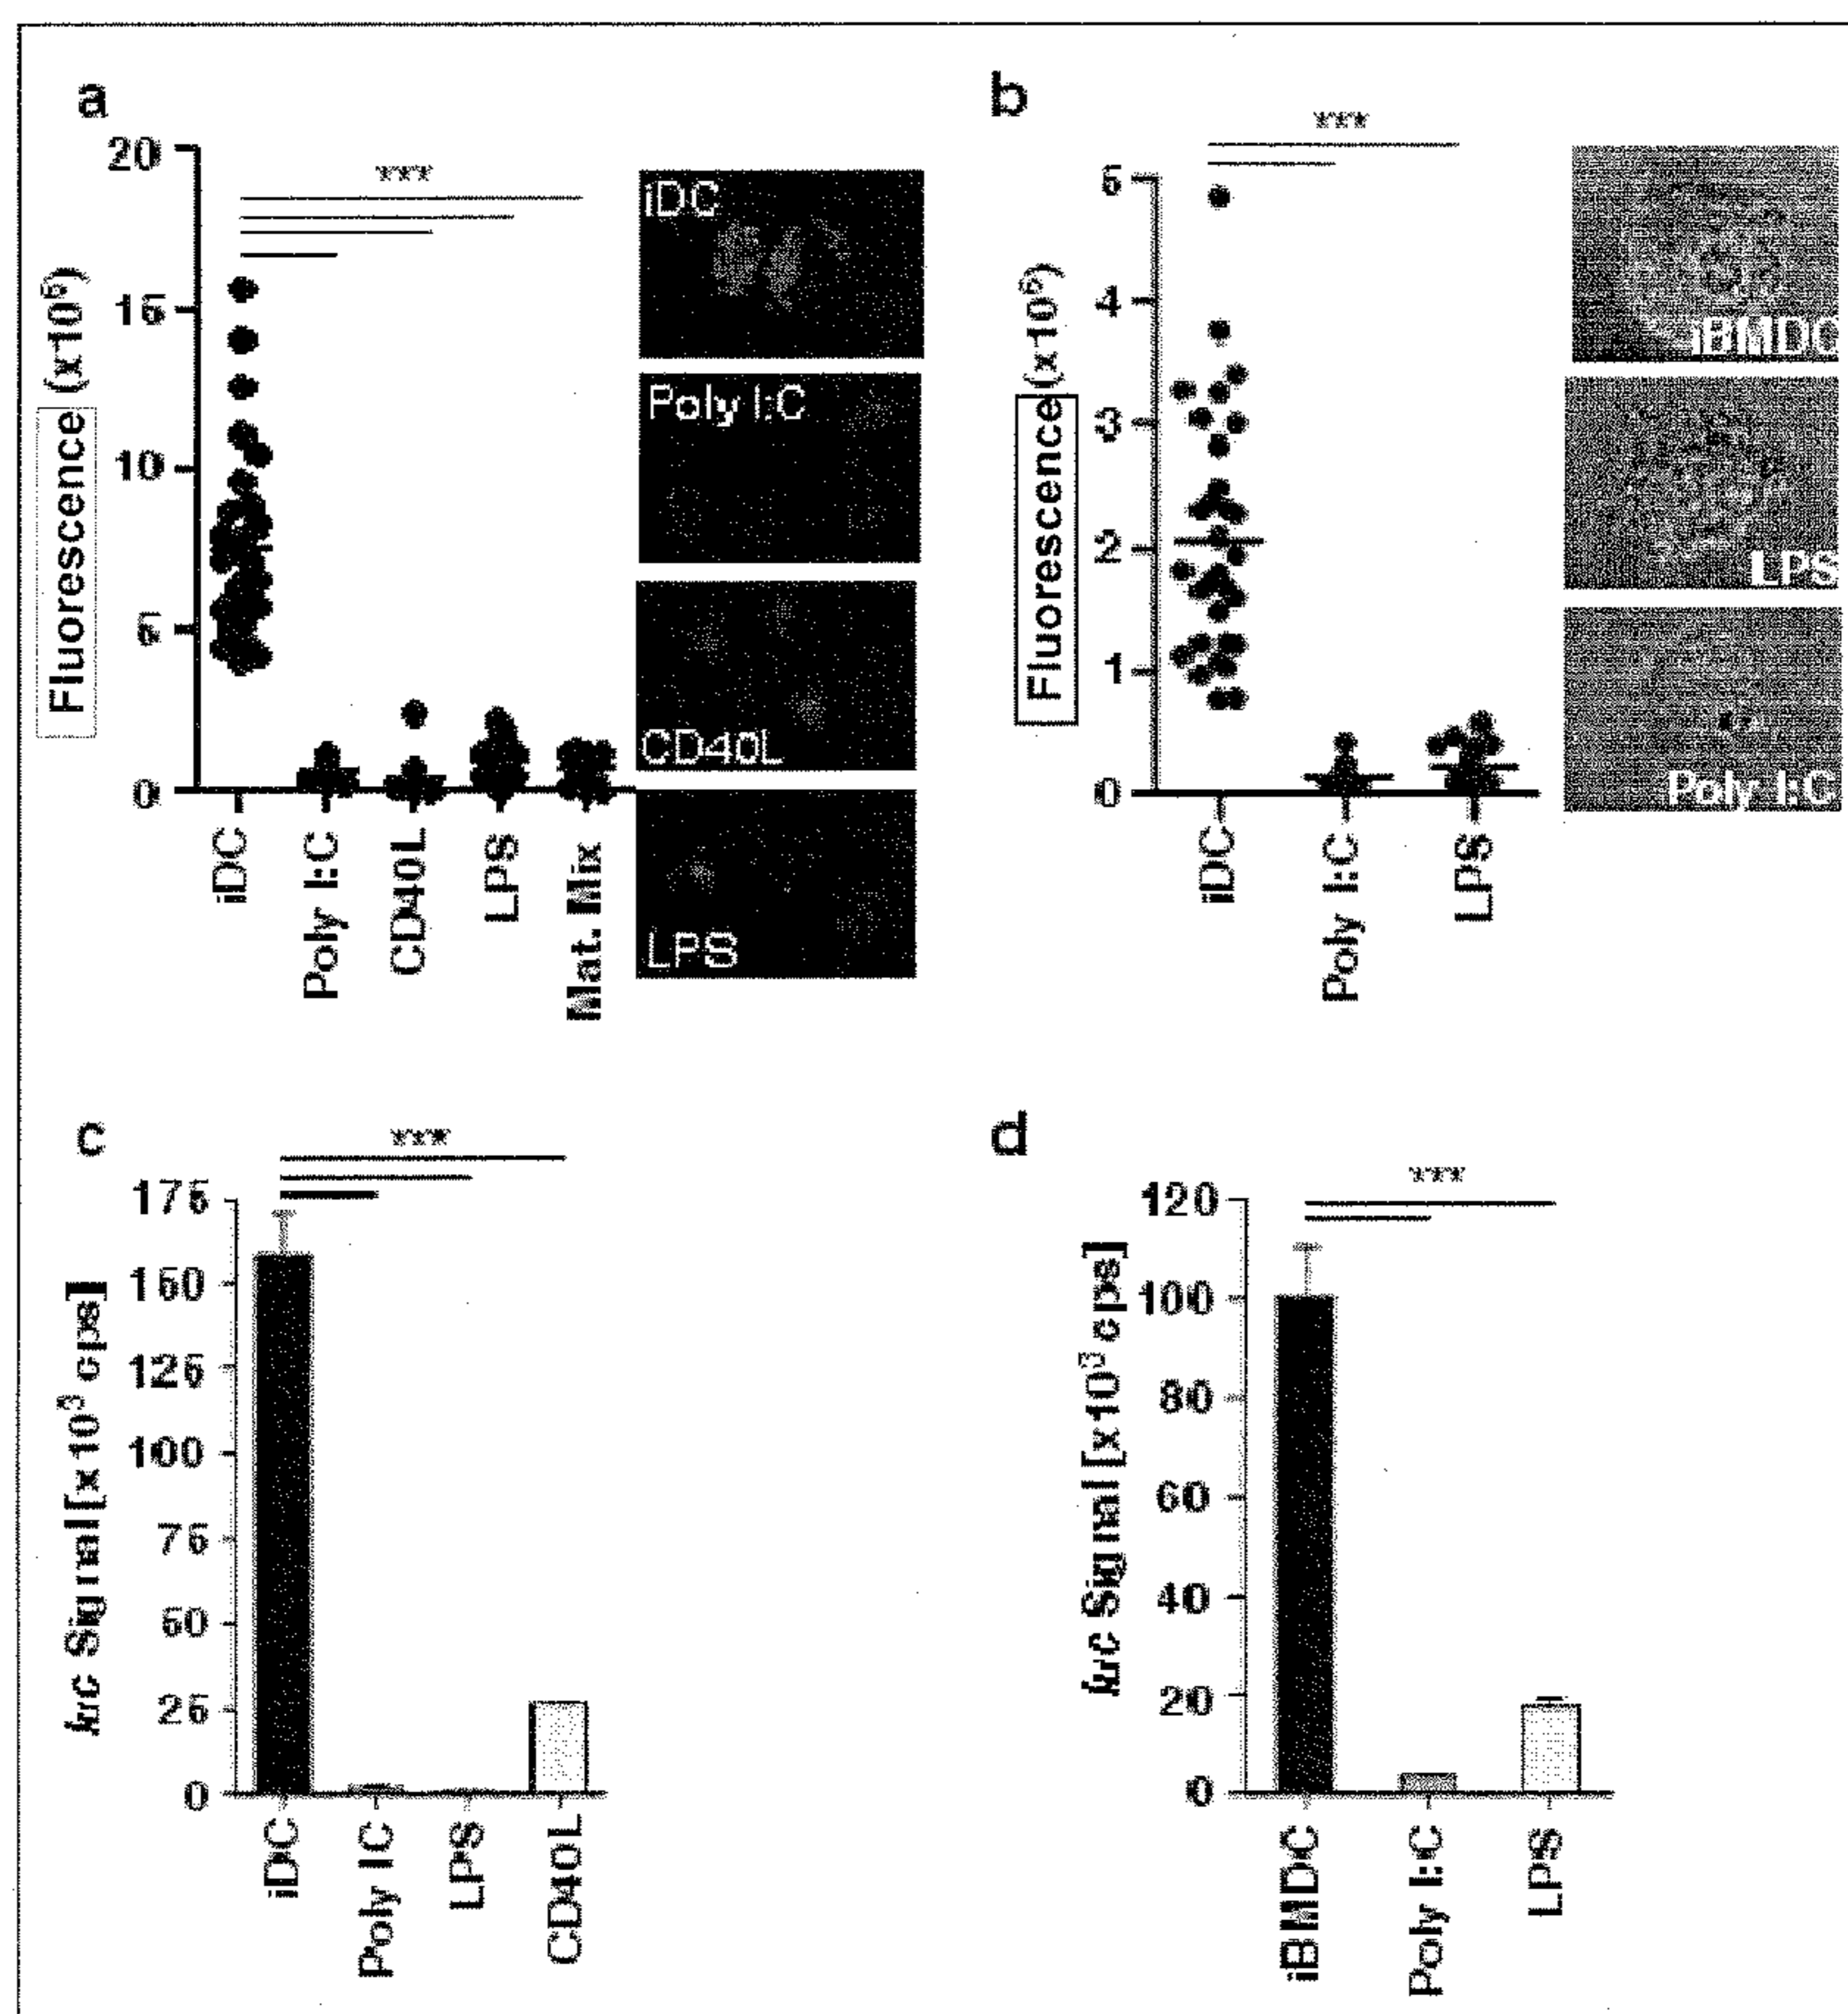 a
***
20
15
10
5
0
Fluorescence (x10⁶)
iDC
Poly I:C
CD40L
LPS
Mat. Mix
iDC
Poly I:C
CD40L
LPS
b
***
5
4
3
2
1
0
Fluorescence (x10⁶)
iDC
Poly I:C
LPS
iBMDC
LPS
Poly I:C
c
***
175
150
125
100
75
50
25
0
luc Signal [x 10³ cps]
iDC
Poly IC
LPS
CD40L
d
***
120
100
80
60
40
20
0
luc Signal [x10³ cps]
iBMDC
Poly I:C
LPS